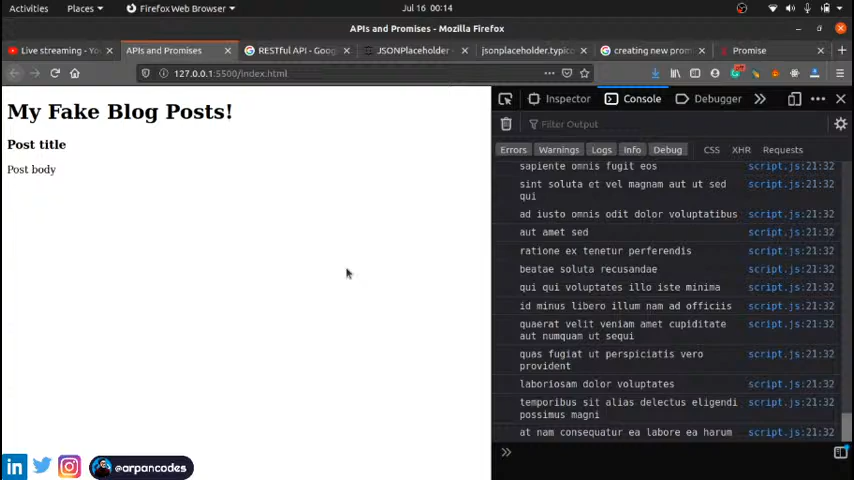 Activities Places Firefox Web Browser Jul 16 00:14
APIs and Promises - Mozilla Firefox
Live streaming - Yo APIs and Promises RESTful API - Goog JSONPlaceholder - jsonplaceholder.typic creating new prom Promise
127.0.0.1:5500/index.html
My Fake Blog Posts!
Post title
Post body
Inspector Console Debugger
Filter Output
Errors Warnings Logs Info Debug CSS XHR Requests
sapiente omnis fugit eos script.js:21:32
sint soluta et vel magnam aut ut sed script.js:21:32
qui
ad iusto omnis odit dolor voluptatibus script.js:21:32
aut amet sed script.js:21:32
ratione ex tenetur perferendis script.js:21:32
beatae soluta recusandae script.js:21:32
qui qui voluptates illo iste minima script.js:21:32
id minus libero illum nam ad officiis script.js:21:32
quaerat velit veniam amet cupiditate script.js:21:32
aut numquam ut sequi
quas fugiat ut perspiciatis vero script.js:21:32
provident
laboriosam dolor voluptates script.js:21:32
temporibus sit alias delectus eligendi script.js:21:32
possimus magni
at nam consequatur ea labore ea harum script.js:21:32
@arpancodes